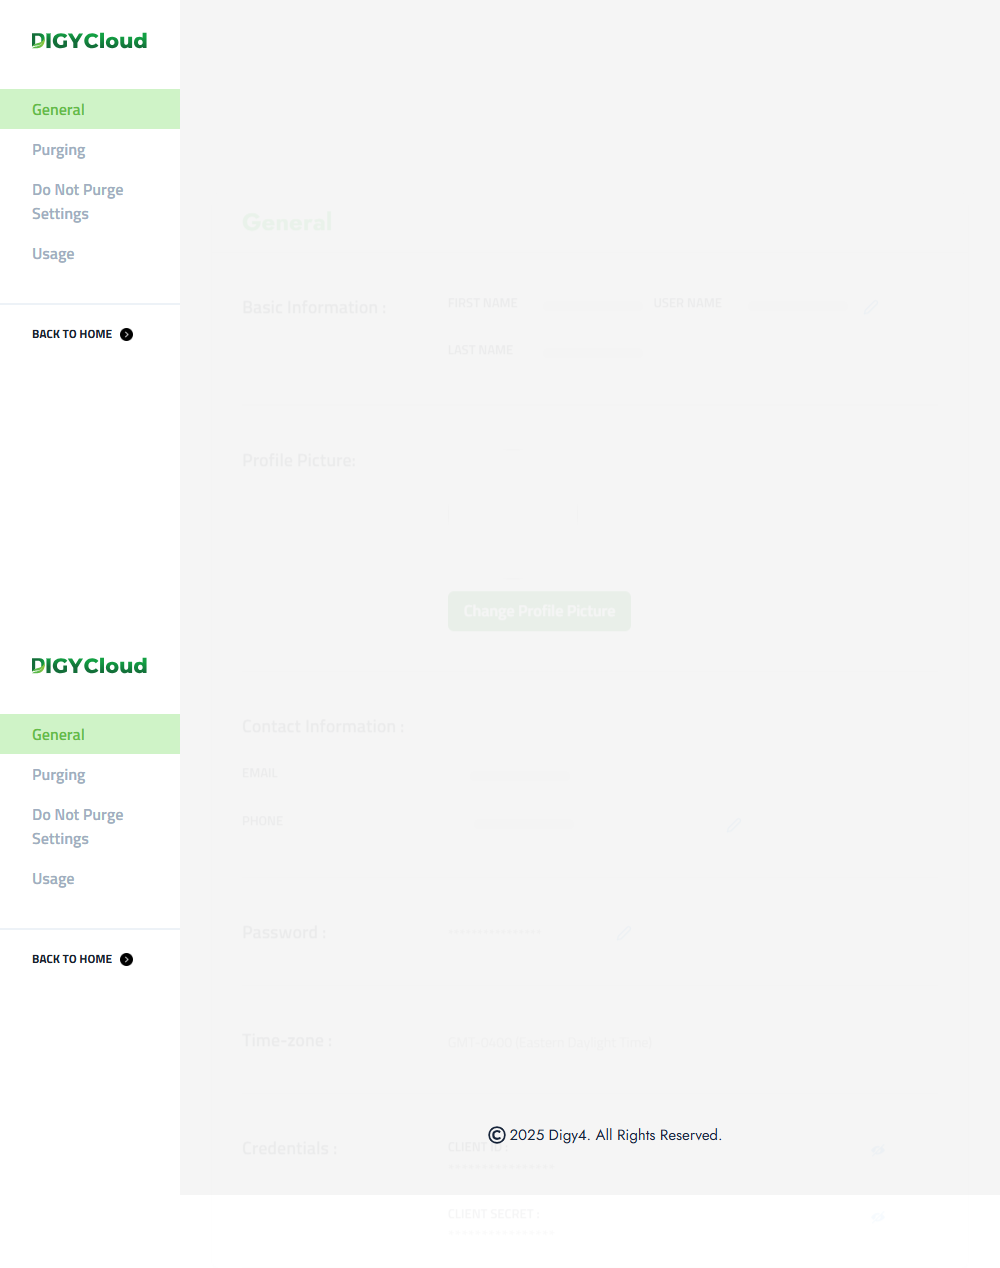 DIGYCloud
General
Purging
Do Not Purge
Settings
Usage
BACK TO HOME
General
Basic Information :
FIRST NAME
USER NAME
LAST NAME
Profile Picture:
Change Profile Picture
DIGYCloud
General
Purging
Do Not Purge
Settings
Usage
BACK TO HOME
Contact Information :
EMAIL
PHONE
Password :
Time-zone :
GMT-0400 (Eastern Daylight Time)
Credentials :
CLIENT ID :
© 2025 Digy4. All Rights Reserved.
CLIENT SECRET :